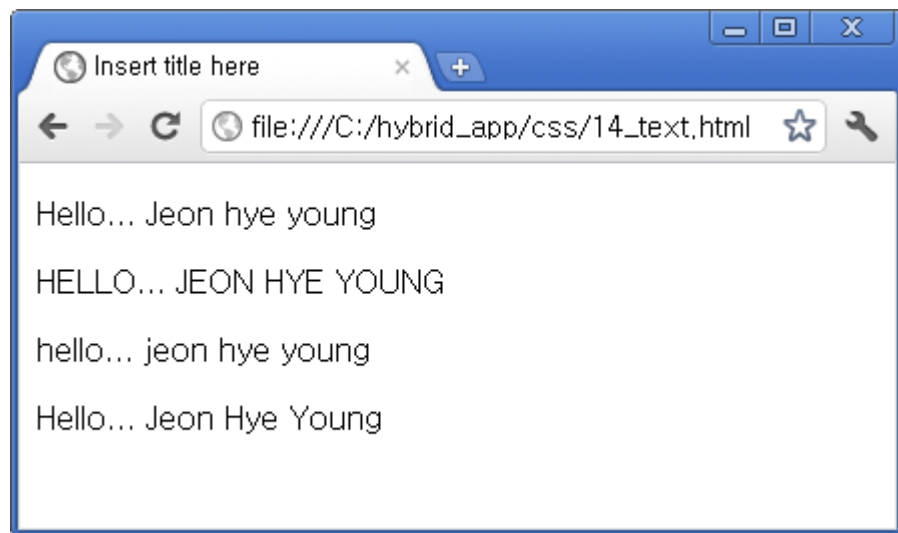 Insert title here
file:///C:/hybrid_app/css/14_text.html
Hello... Jeon hye young
HELLO... JEON HYE YOUNG
hello... jeon hye young
Hello... Jeon Hye Young